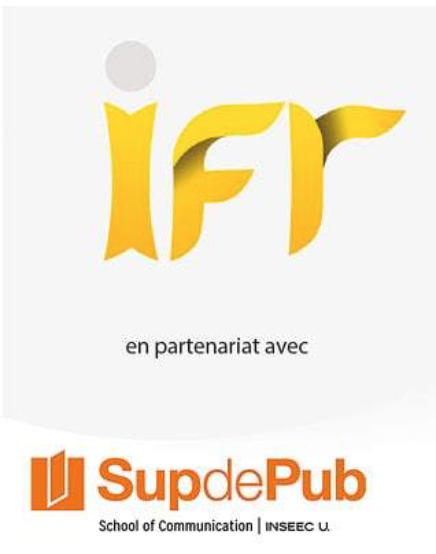 ifr
en partenariat avec
SupdePub
School of Communication | INSEEC U.